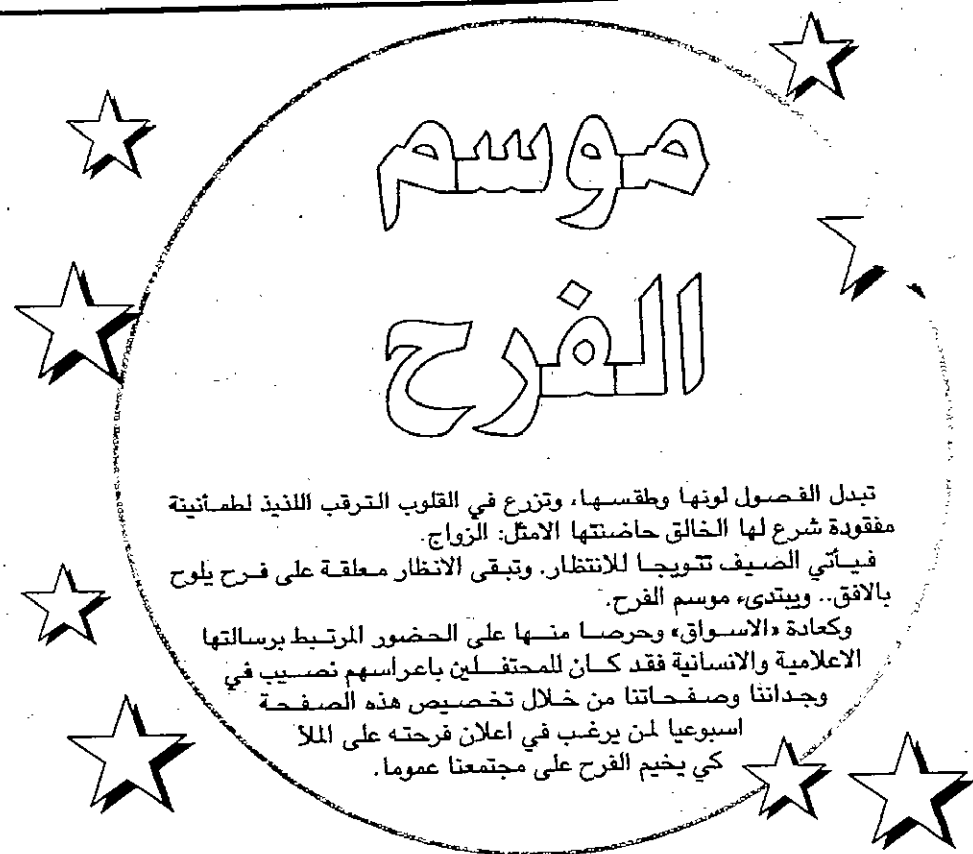 موسم
الفرح
تبدل الفصول لونها وطقسها، وتزرع في القلوب الترقب اللذيذ لطمأنينة
مفقودة شرع لها الخالق حاضنتها الامثل: الزواج.
فيأتي الصيف تتويجا للانتظار. وتبقى الانظار معلقة على فرح يلوح
بالافق.. ويبتدىء موسم الفرح.
وكعادة «الاسواق» وحرصا منها على الحضور المرتبط برسالتها
الاعلامية والانسانية فقد كان للمحتفلين باعراسهم نصيب في
وجداننا وصفحاتنا من خلال تخصيص هذه الصفحة
اسبوعيا لمن يرغب في اعلان فرحته على الملأ
كي يخيم الفرح على مجتمعنا عموما.